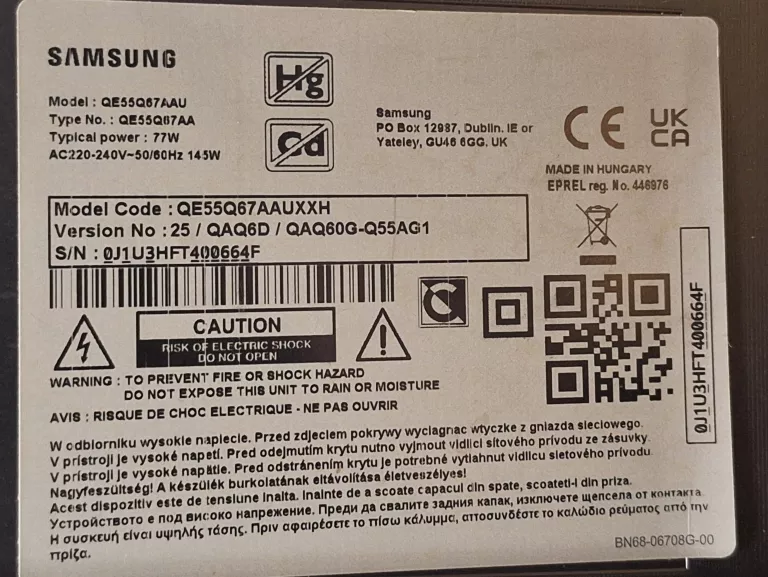 SAMSUNG
Model : QE55Q67AAU
Type No. : QE55Q67AA
Typical power : 77W
AC220-240V~50/60Hz 145W
Hg
Cd
Samsung
PO Box 12987, Dublin. IE or
Yateley, GU46 6GG. UK
CE
UK
CA
MADE IN HUNGARY
EPREL reg. No. 446976
Model Code : QE55Q67AAUXXH
Version No : 25 / QAQ6D / QAQ60G-Q55AG1
S/N : 0J1U3HFT400664F
CAUTION
RISK OF ELECTRIC SHOCK
DO NOT OPEN
0J1U3HFT400664F
WARNING : TO PREVENT FIRE OR SHOCK HAZARD
DO NOT EXPOSE THIS UNIT TO RAIN OR MOISTURE
AVIS : RISQUE DE CHOC ELECTRIQUE - NE PAS OUVRIR
W odbiorniku wysokie napiecie. Przed zdjeciem pokrywy wyciagnac wtyczke z gniazda sieciowego.
V prístroji je vysoké napetí. Pred odejmutím krytu nutno vyjmout vidlici sítového prívodu ze zásuvky.
V prístroji je vysoké napätie. Pred odstránením krytu je potrebné vytiahnut vidlicu sietového prívodu.
Nagyfeszültség! A készülék burkolatának eltávolítása életveszélyes!
Acest dispozitiv este de tensiune inalta. Inainte de a scoate capacul din spate, scoateti-l din priza.
Устройството е под високо напрежение. Преди да свалите задния капак, изключете щепсела от контакта.
Η συσκευή είναι υψηλής τάσης. Πριν αφαιρέσετε το πίσω κάλυμμα, αποσυνδέστε το καλώδιο ρεύματος από την
πρίζα.
BN68-06708G-00